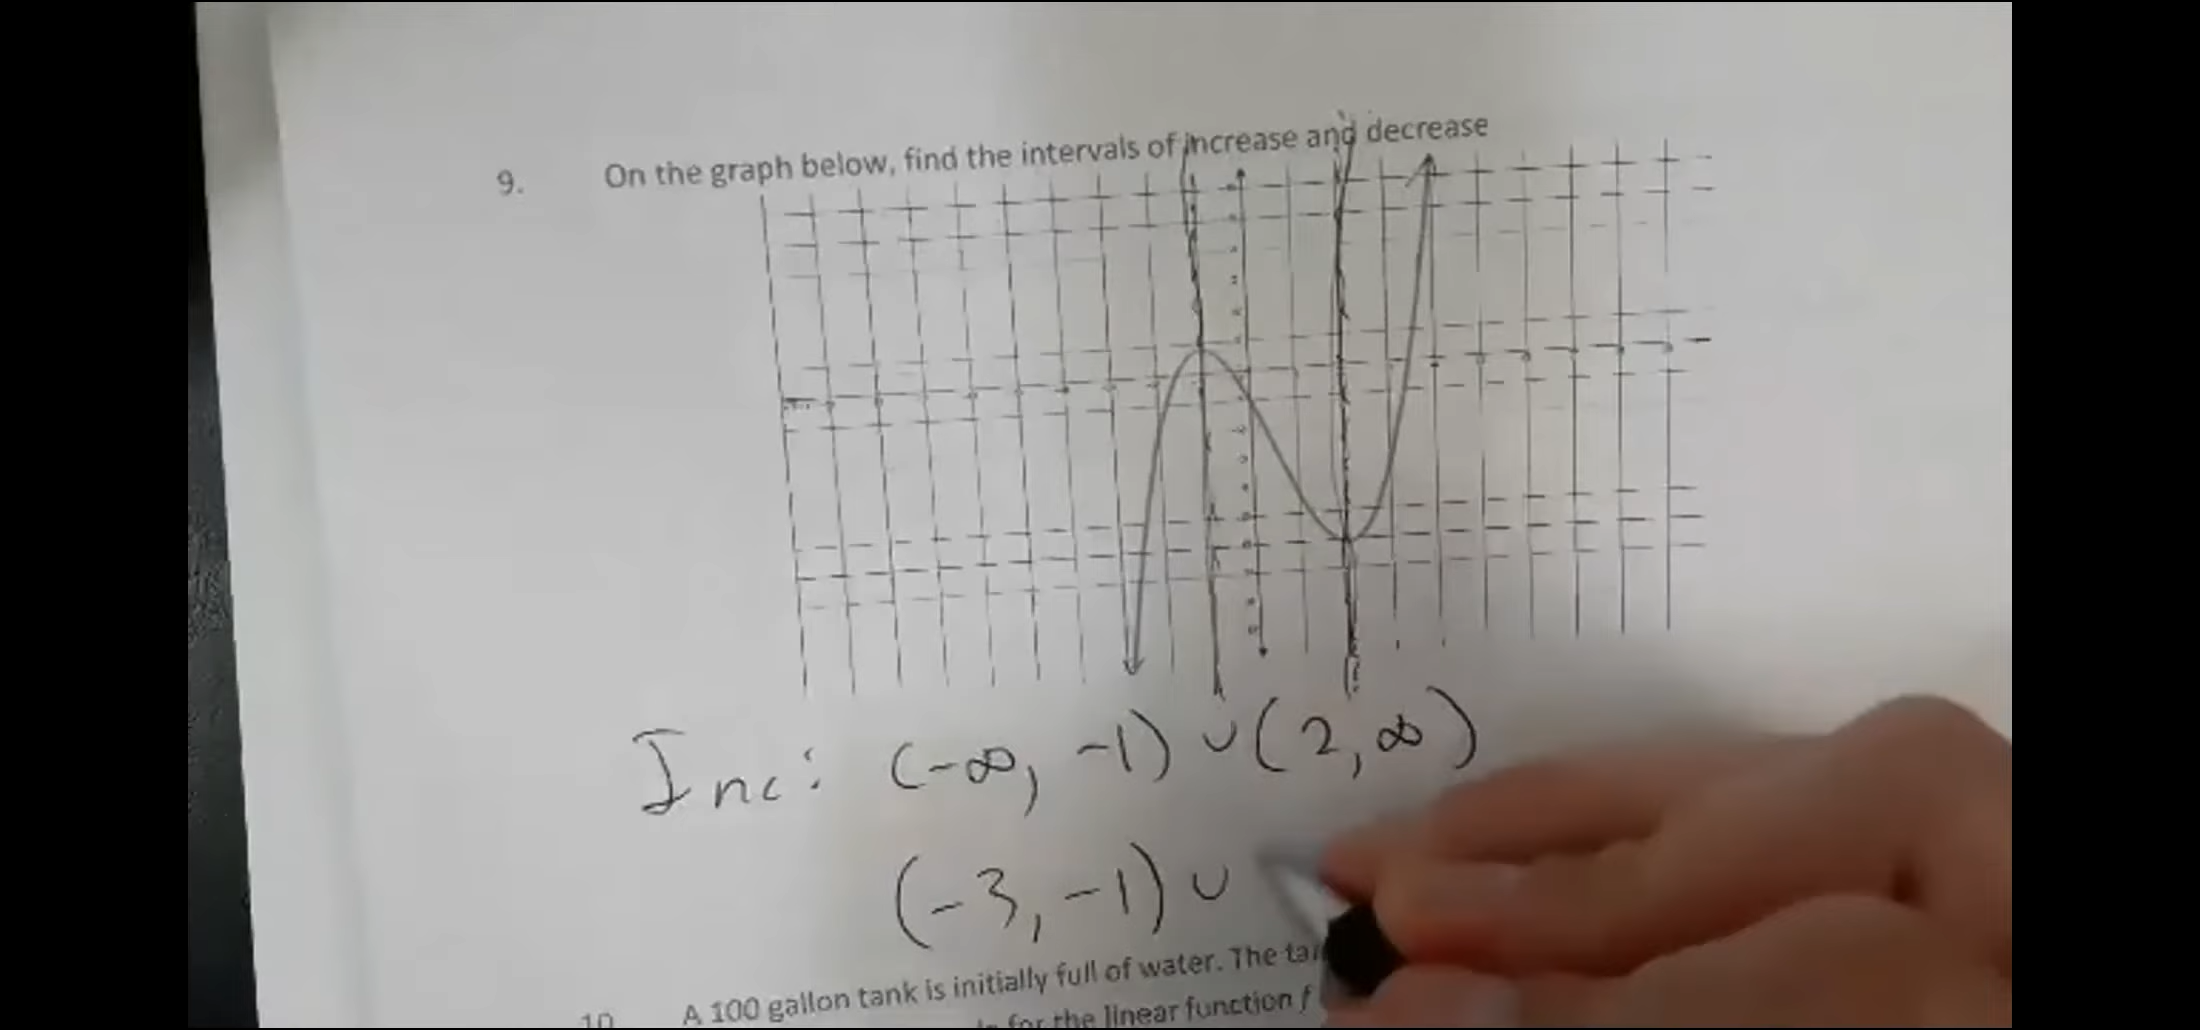 9. On the graph below, find the intervals of increase and decrease
Inc: (-∞, -1) ∪ (2, ∞)
(-3, -1) ∪
10 A 100 gallon tank is initially full of water. The
for the linear function f